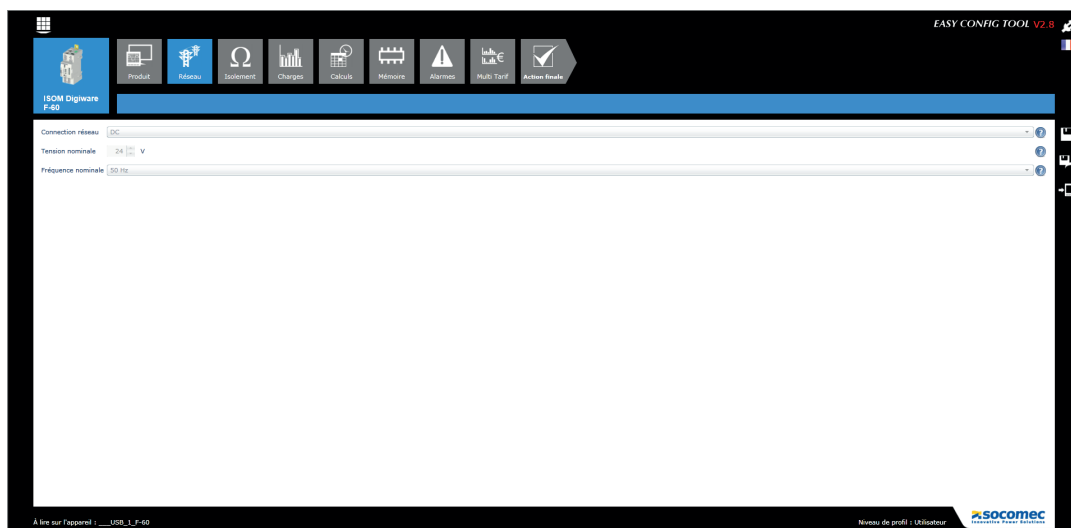 EASY CONFIG TOOL V2.8
Produit
Réseau
Isolement
Charges
Calculs
Mémoire
Alarmes
Multi Tarif
Action finale
ISOM Digiware
F-60
Connection réseau DC
Tension nominale 24 V
Fréquence nominale 50 Hz
À lire sur l'appareil : ___USB_1_F-60
Niveau de profil : Utilisateur
socomec
Innovative Power Solutions